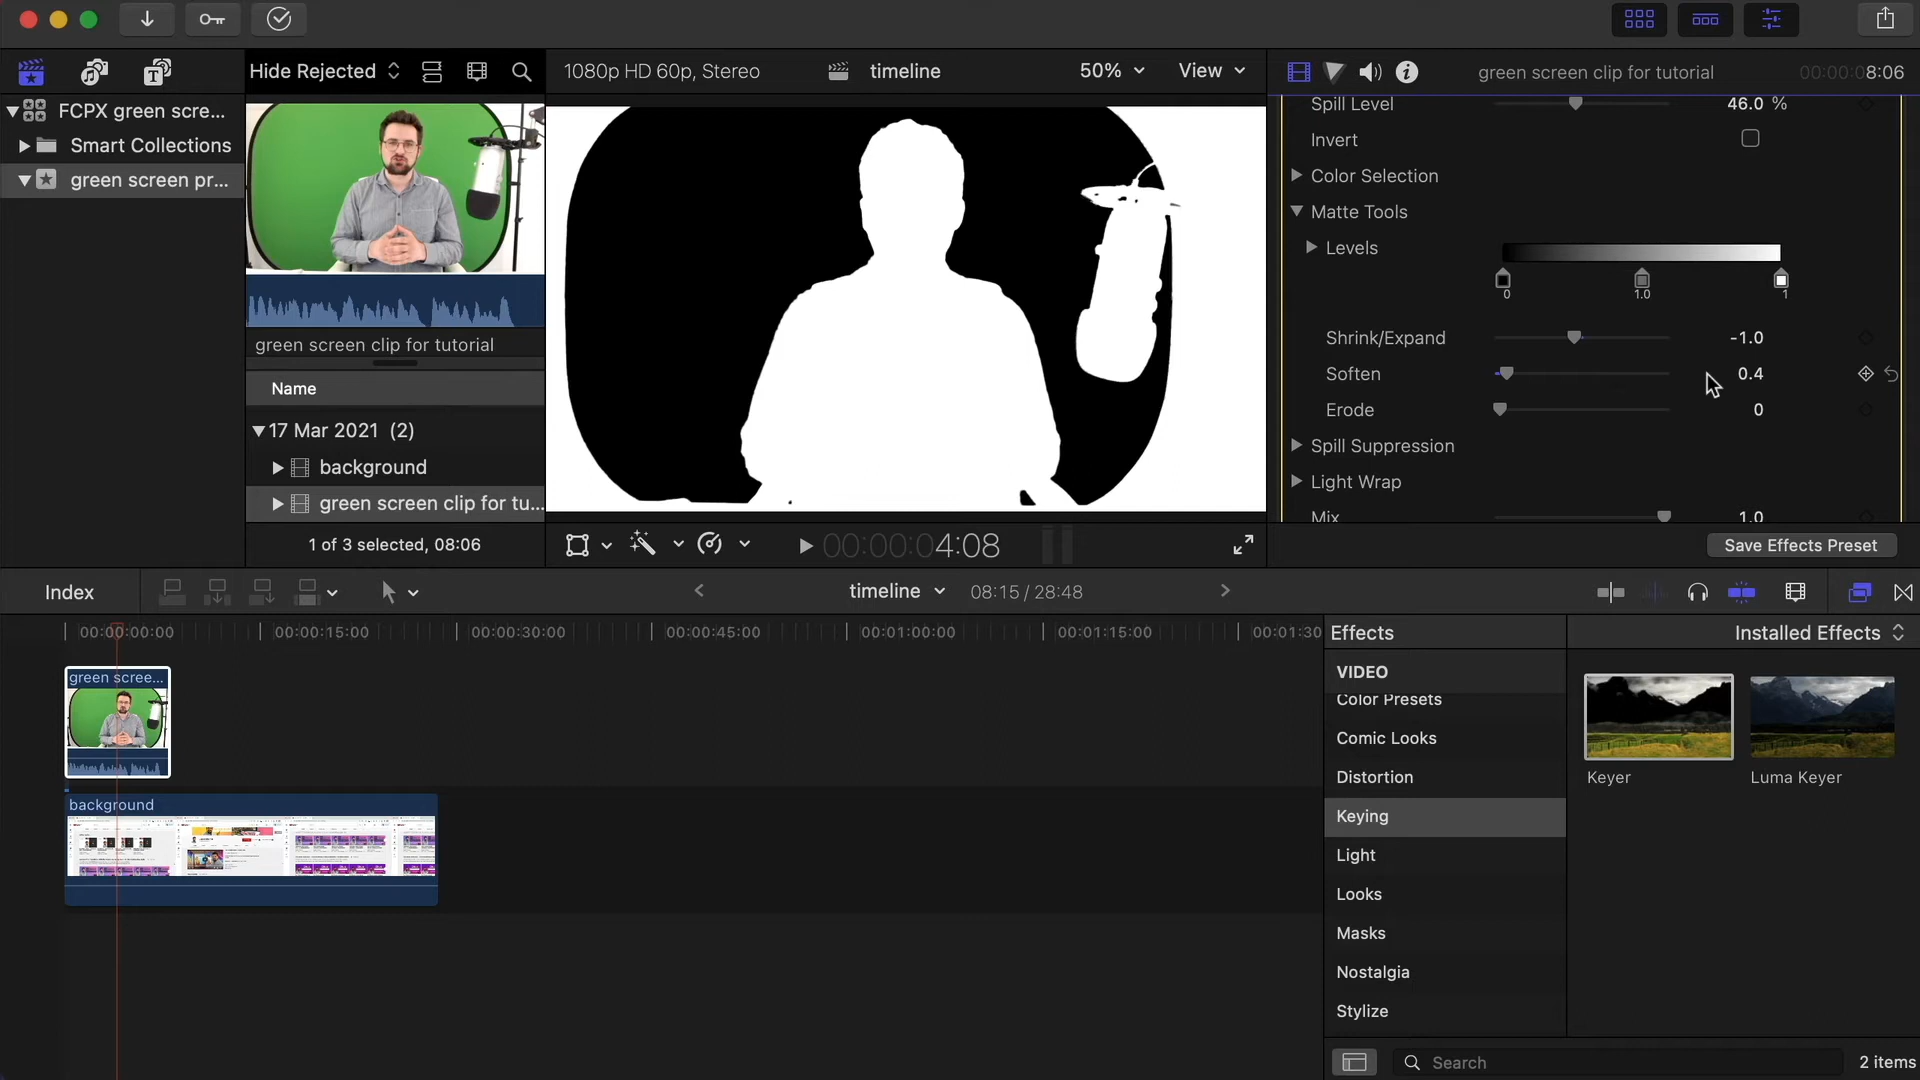 Hide Rejected
1080p HD 60p, Stereo
timeline
50%
View
green screen clip for tutorial
00:00:08:06
FCPX green scre...
Smart Collections
green screen pr...
green screen clip for tutorial
Name
17 Mar 2021 (2)
background
green screen clip for tu...
1 of 3 selected, 08:06
00:00:04:08
Spill Level
46.0 %
Invert
Color Selection
Matte Tools
Levels
0
1.0
1
Shrink/Expand
-1.0
Soften
0.4
Erode
0
Spill Suppression
Light Wrap
Mix
1.0
Save Effects Preset
Index
timeline
08:15 / 28:48
00:00:00:00
00:00:15:00
00:00:30:00
00:00:45:00
00:01:00:00
00:01:15:00
00:01:30
green scree...
background
Effects
Installed Effects
VIDEO
Color Presets
Comic Looks
Distortion
Keying
Light
Looks
Masks
Nostalgia
Stylize
Keyer
Luma Keyer
Search
2 items